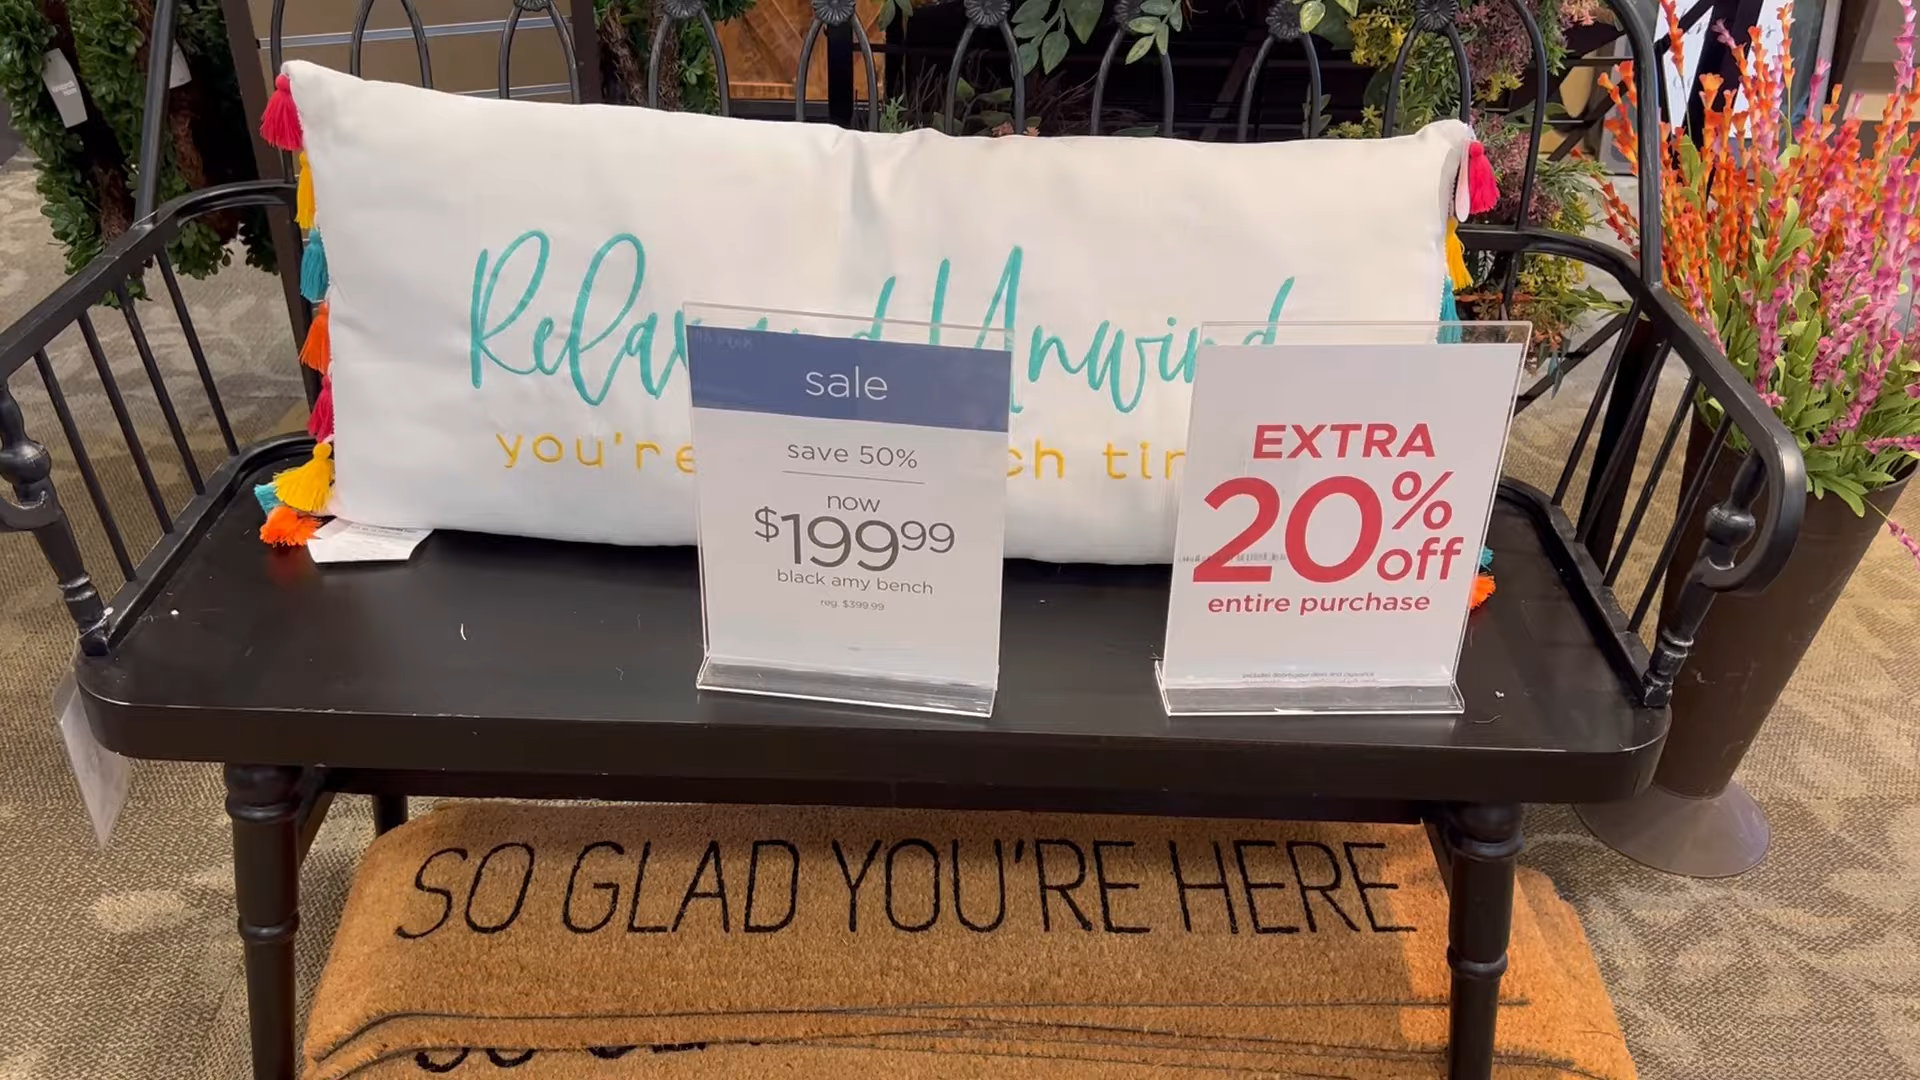 Relax and Unwind
you're ch tir
sale
save 50%
now
$199.99
black amy bench
reg. $399.99
EXTRA
20% off
entire purchase
SO GLAD YOU'RE HERE
SO